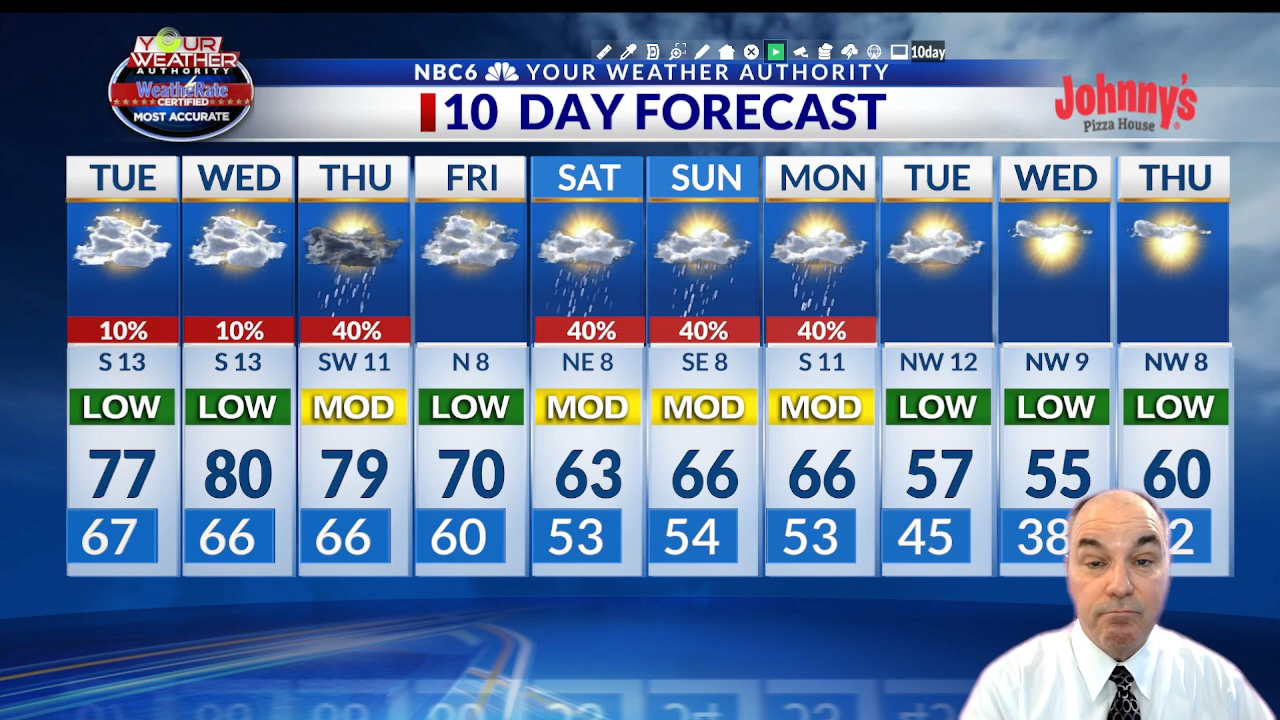 YOUR
WEATHER
AUTHORITY
WeatheRate
CERTIFIED
MOST ACCURATE
10day
NBC6 YOUR WEATHER AUTHORITY
10 DAY FORECAST
Johnny's
Pizza House
TUE WED THU FRI SAT SUN MON TUE WED THU
10% 10% 40% 40% 40% 40%
S 13 S 13 SW 11 N 8 NE 8 SE 8 S 11 NW 12 NW 9 NW 8
LOW LOW MOD LOW MOD MOD MOD LOW LOW LOW
77 80 79 70 63 66 66 57 55 60
67 66 66 60 53 54 53 45 38 2